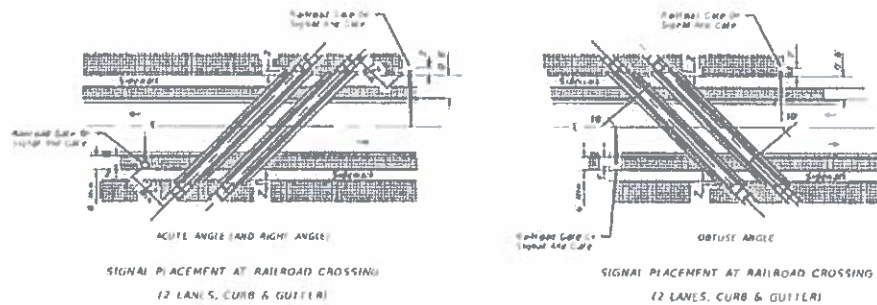 Railroad Gate Or
Signal And Gate
Sidewalk
Railroad Gate Or
Signal And Gate
Sidewalk
ACUTE ANGLE (AND RIGHT ANGLE)
SIGNAL PLACEMENT AT RAILROAD CROSSING
(2 LANES, CURB & GUTTER)
Railroad Gate Or
Signal And Gate
Sidewalk
10'
10'
Sidewalk
Railroad Gate Or
Signal And Gate
OBTUSE ANGLE
SIGNAL PLACEMENT AT RAILROAD CROSSING
(2 LANES, CURB & GUTTER)